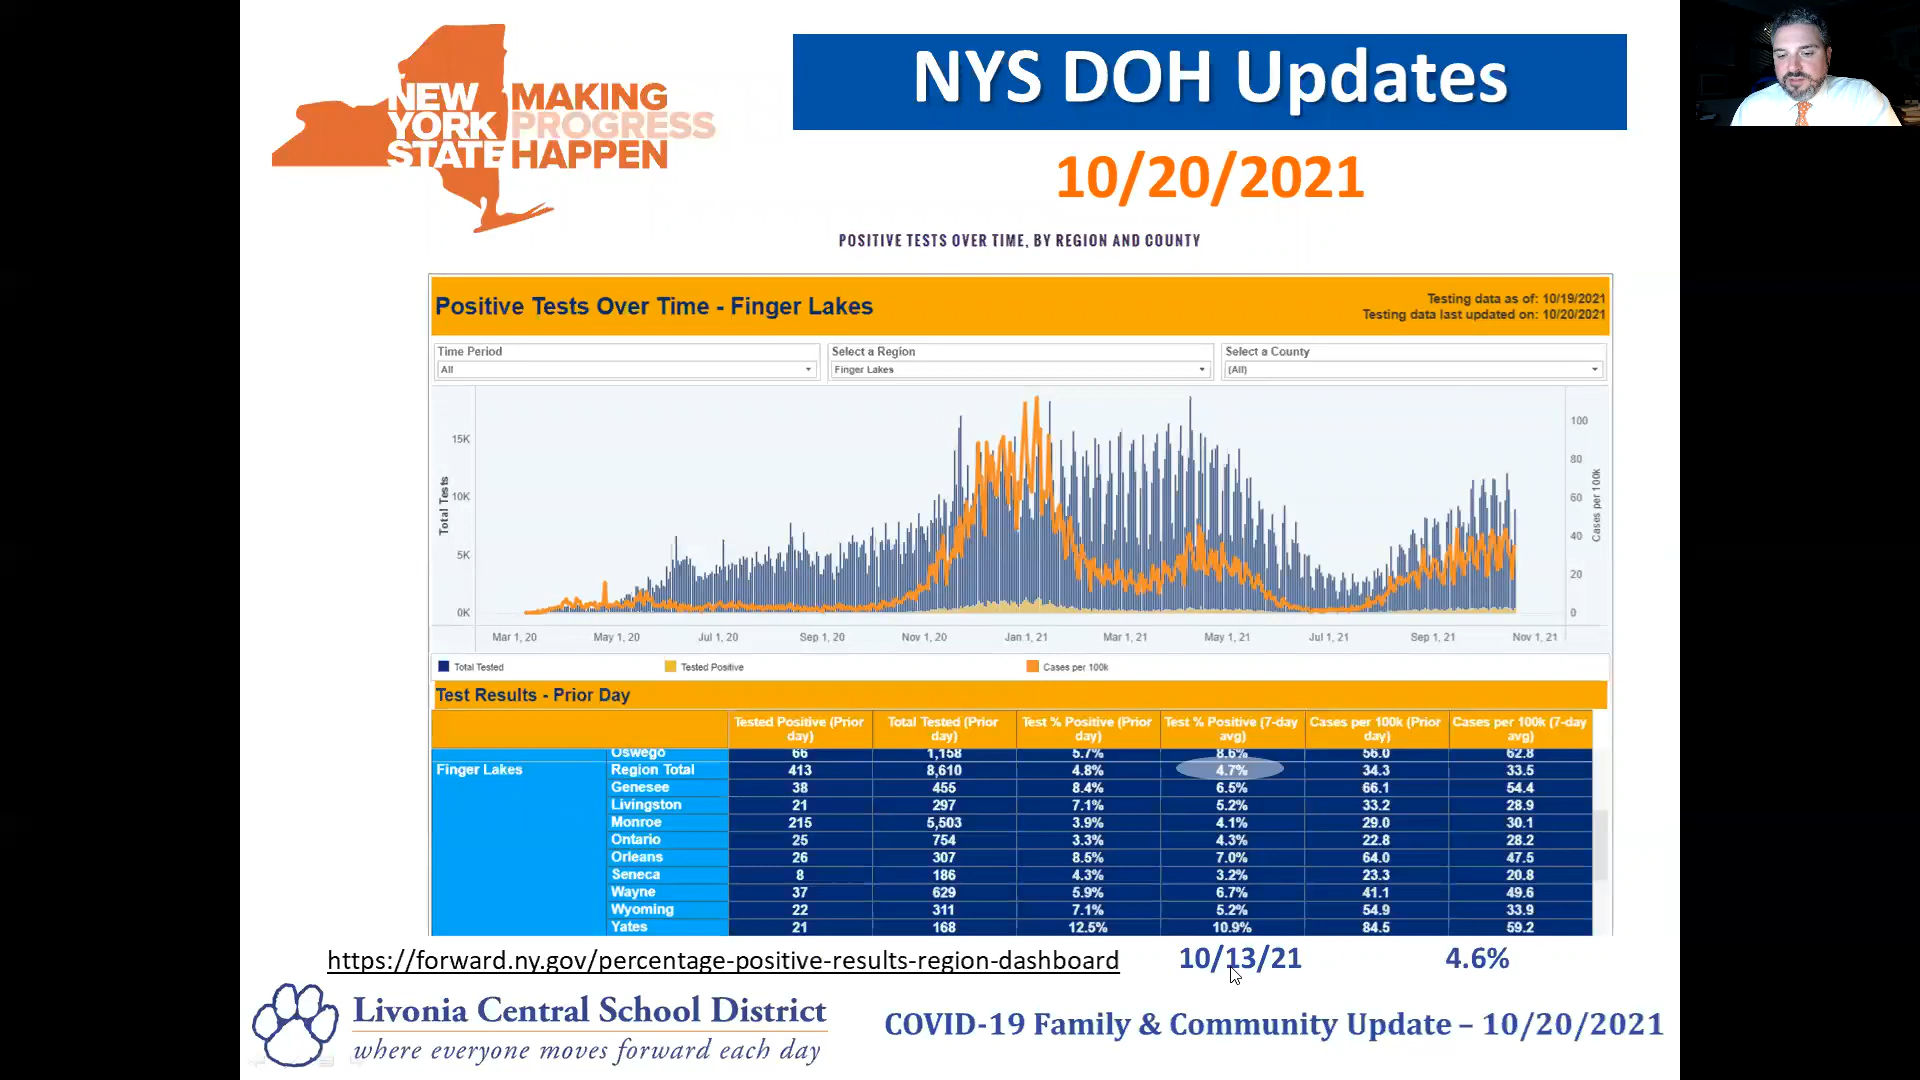 NEW YORK STATE
MAKING PROGRESS HAPPEN
NYS DOH Updates
10/20/2021
POSITIVE TESTS OVER TIME, BY REGION AND COUNTY
Positive Tests Over Time - Finger Lakes
Testing data as of: 10/19/2021
Testing data last updated on: 10/20/2021
Time Period
All
Select a Region
Finger Lakes
Select a County
(All)
Total Tests
15K
10K
5K
0K
Cases per 100k
100
80
60
40
20
0
Mar 1, 20 May 1, 20 Jul 1, 20 Sep 1, 20 Nov 1, 20 Jan 1, 21 Mar 1, 21 May 1, 21 Jul 1, 21 Sep 1, 21 Nov 1, 21
Total Tested Tested Positive Cases per 100k
Test Results - Prior Day
Tested Positive (Prior day) Total Tested (Prior day) Test % Positive (Prior day) Test % Positive (7-day avg) Cases per 100k (Prior day) Cases per 100k (7-day avg)
Oswego 66 1,158 5.7% 8.6% 56.0 62.8
Finger Lakes Region Total 413 8,610 4.8% 4.7% 34.3 33.5
Genesee 38 455 8.4% 6.5% 66.1 54.4
Livingston 21 297 7.1% 5.2% 33.2 28.9
Monroe 215 5,503 3.9% 4.1% 29.0 30.1
Ontario 25 754 3.3% 4.3% 22.8 28.2
Orleans 26 307 8.5% 7.0% 64.0 47.5
Seneca 8 186 4.3% 3.2% 23.3 20.8
Wayne 37 629 5.9% 6.7% 41.1 49.6
Wyoming 22 311 7.1% 5.2% 54.9 33.9
Yates 21 168 12.5% 10.9% 84.5 59.2
https://forward.ny.gov/percentage-positive-results-region-dashboard 10/13/21 4.6%
Livonia Central School District
where everyone moves forward each day
COVID-19 Family & Community Update – 10/20/2021